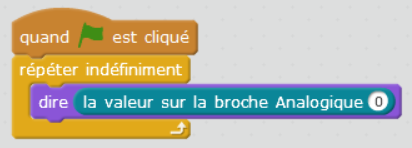 quand est cliqué
répéter indéfiniment
dire la valeur sur la broche Analogique 0